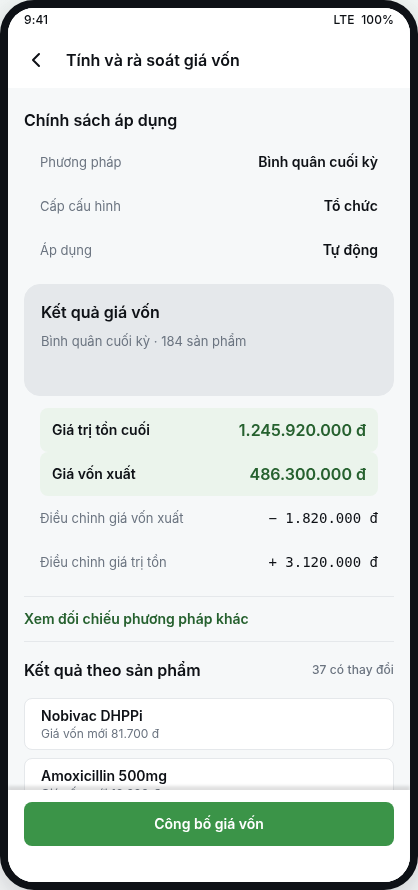 9:41 LTE 100%
Tính và rà soát giá vốn
Chính sách áp dụng
Phương pháp Bình quân cuối kỳ
Cấp cấu hình Tổ chức
Áp dụng Tự động
Kết quả giá vốn
Bình quân cuối kỳ · 184 sản phẩm
Giá trị tồn cuối 1.245.920.000 đ
Giá vốn xuất 486.300.000 đ
Điều chỉnh giá vốn xuất − 1.820.000 đ
Điều chỉnh giá trị tồn + 3.120.000 đ
Xem đối chiếu phương pháp khác
Kết quả theo sản phẩm 37 có thay đổi
Nobivac DHPPi
Giá vốn mới 81.700 đ
Amoxicillin 500mg
Công bố giá vốn